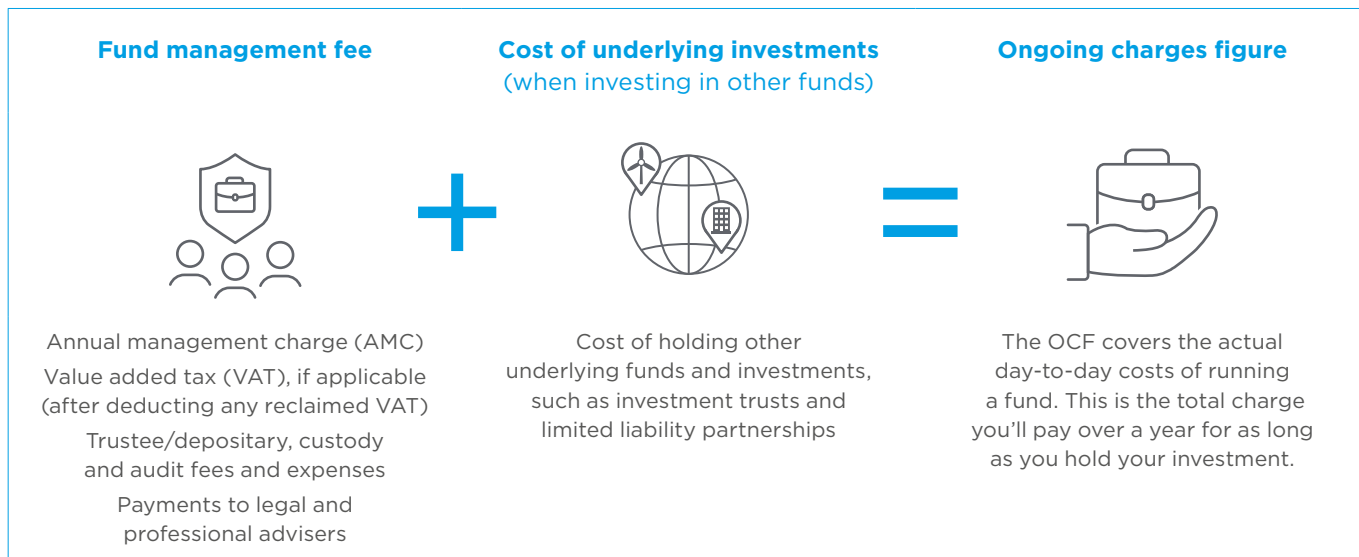 Fund management fee
Annual management charge (AMC)
Value added tax (VAT), if applicable
(after deducting any reclaimed VAT)
Trustee/depositary, custody
and audit fees and expenses
Payments to legal and
professional advisers
Cost of underlying investments
(when investing in other funds)
Cost of holding other
underlying funds and investments,
such as investment trusts and
limited liability partnerships
Ongoing charges figure
The OCF covers the actual
day-to-day costs of running
a fund. This is the total charge
you’ll pay over a year for as long
as you hold your investment.